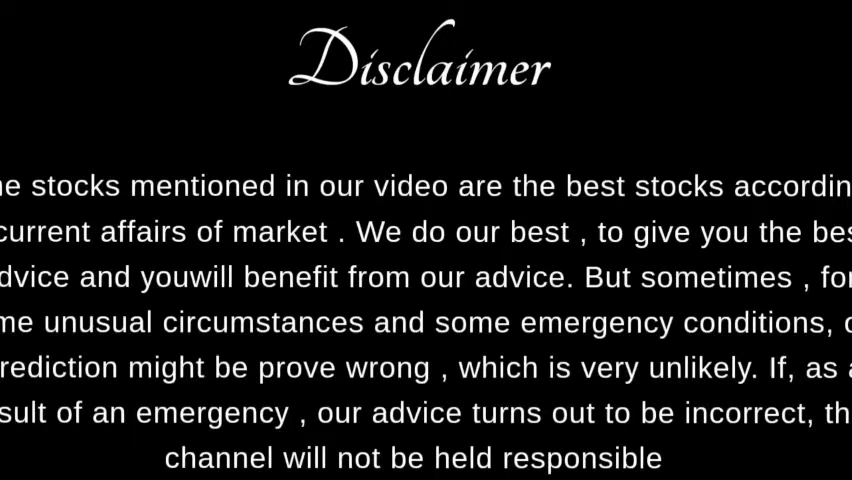 Disclaimer
he stocks mentioned in our video are the best stocks accordin
current affairs of market . We do our best , to give you the bes
dvice and youwill benefit from our advice. But sometimes , for
me unusual circumstances and some emergency conditions, o
rediction might be prove wrong , which is very unlikely. If, as a
sult of an emergency , our advice turns out to be incorrect, th
channel will not be held responsible